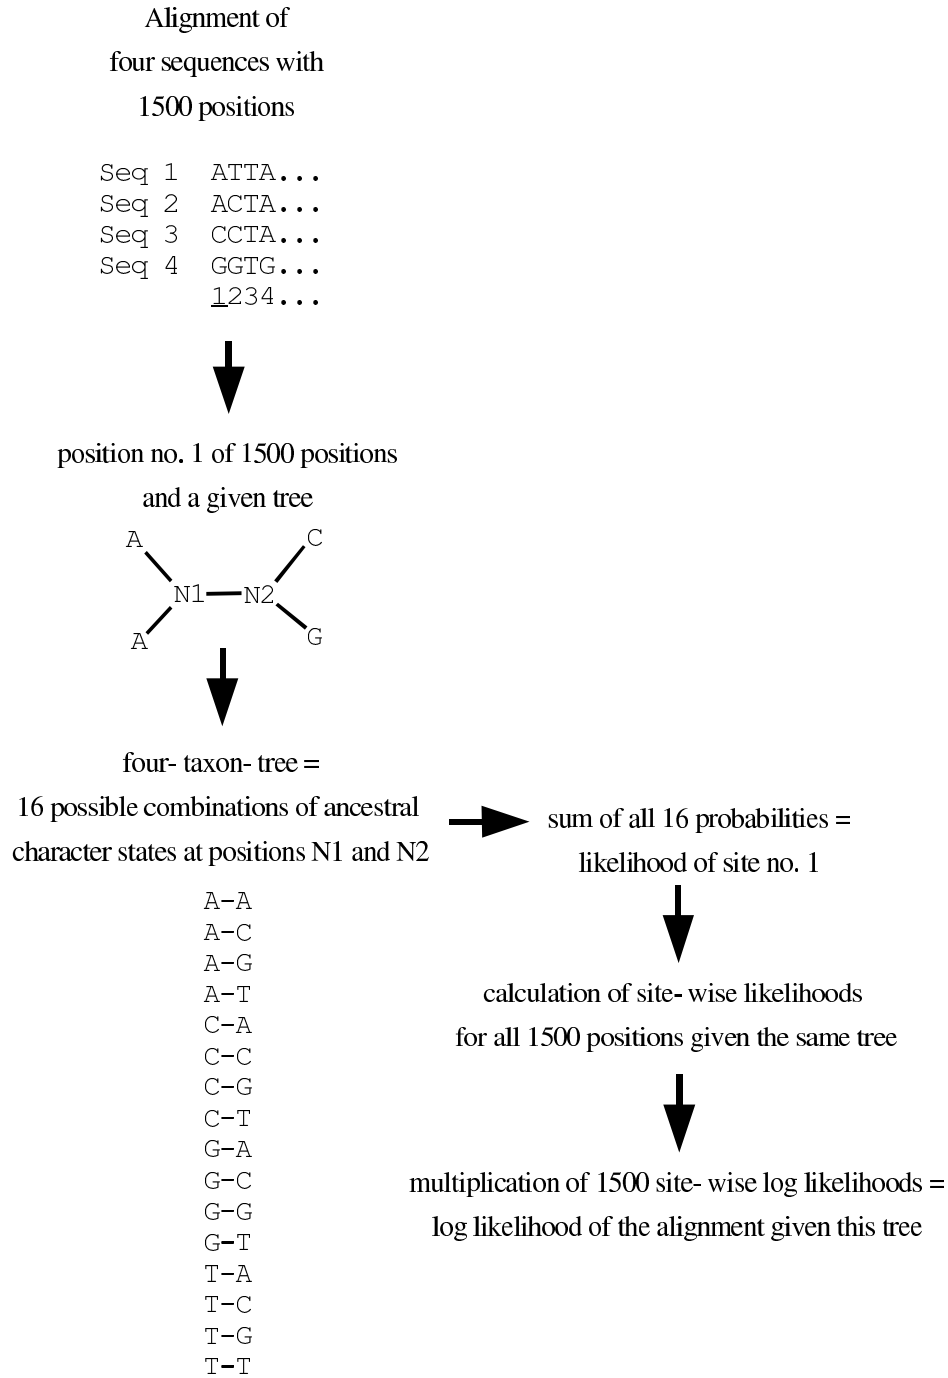 Alignment of
four sequences with
1500 positions
Seq 1 ATTA...
Seq 2 ACTA...
Seq 3 CCTA...
Seq 4 GGTG...
1234...
position no. 1 of 1500 positions
and a given tree
A C
N1 N2
A G
four- taxon- tree =
16 possible combinations of ancestral
character states at positions N1 and N2
A-A
A-C
A-G
A-T
C-A
C-C
C-G
C-T
G-A
G-C
G-G
G-T
T-A
T-C
T-G
T-T
sum of all 16 probabilities =
likelihood of site no. 1
calculation of site- wise likelihoods
for all 1500 positions given the same tree
multiplication of 1500 site- wise log likelihoods =
log likelihood of the alignment given this tree